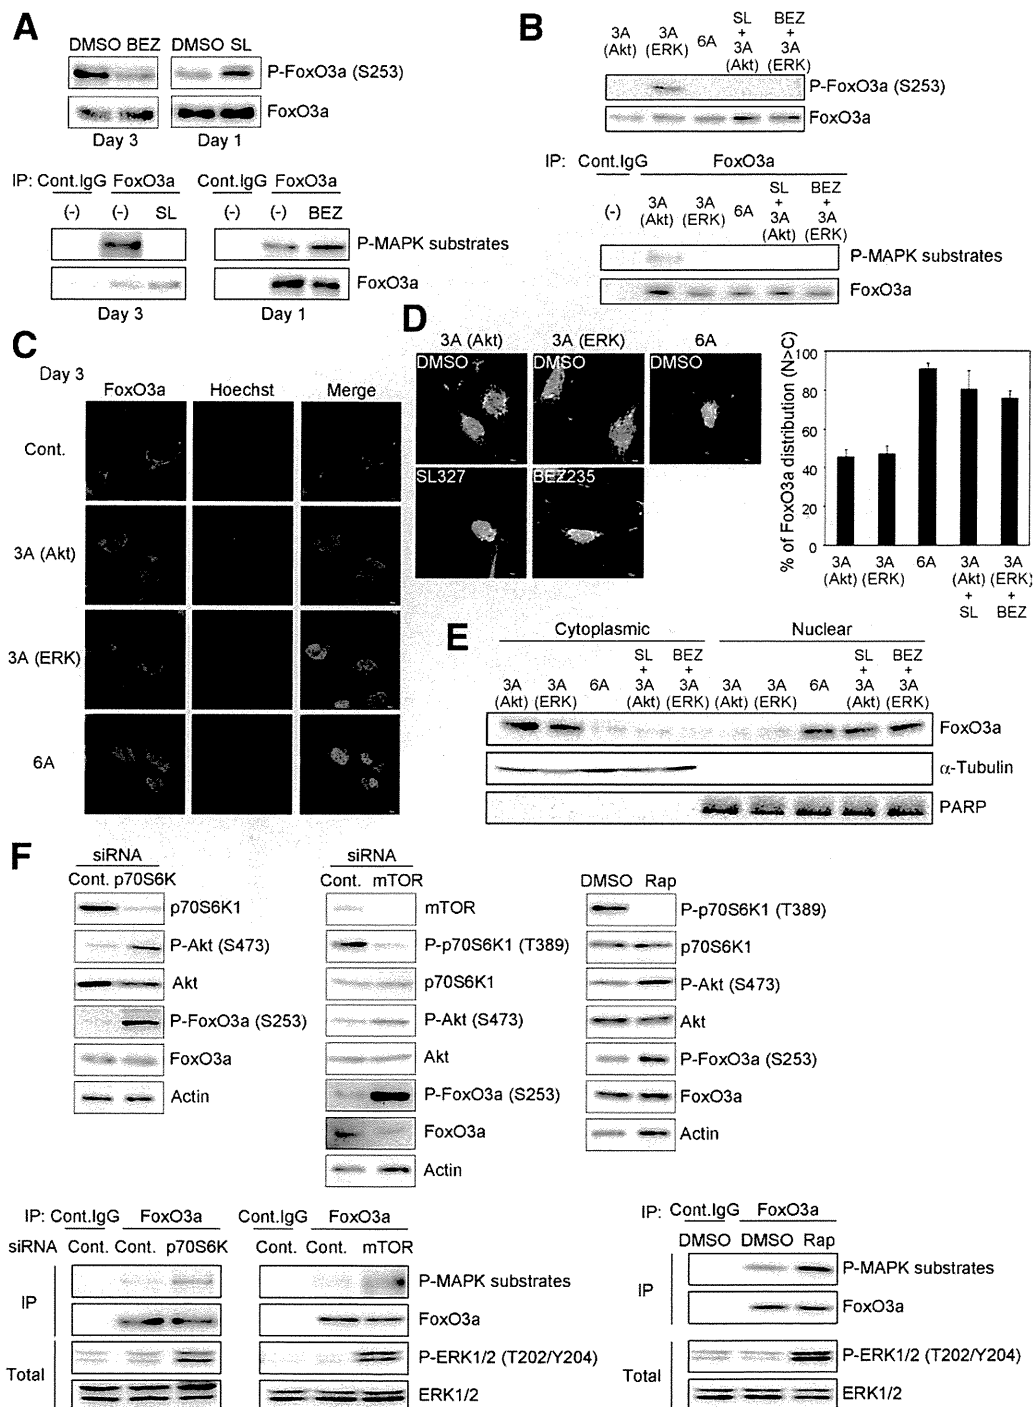 A
DMSO BEZ DMSO SL
P-FoxO3a (S253)
FoxO3a
Day 3 Day 1
IP: Cont.IgG FoxO3a Cont.IgG FoxO3a
(-) (-) SL (-) (-) BEZ
P-MAPK substrates
FoxO3a
Day 3 Day 1
B
3A (Akt) 3A (ERK) 6A SL + 3A (Akt) BEZ + 3A (ERK)
P-FoxO3a (S253)
FoxO3a
IP: Cont.IgG FoxO3a
(-) 3A (Akt) 3A (ERK) 6A SL + 3A (Akt) BEZ + 3A (ERK)
P-MAPK substrates
FoxO3a
C
Day 3
FoxO3a Hoechst Merge
Cont.
3A (Akt)
3A (ERK)
6A
D
3A (Akt) 3A (ERK) 6A
DMSO DMSO DMSO
SL327 BEZ235
% of FoxO3a distribution (N>C)
100
80
60
40
20
0
3A (Akt) 3A (ERK) 6A 3A (Akt) + SL 3A (ERK) + BEZ
E
Cytoplasmic Nuclear
3A (Akt) 3A (ERK) 6A SL + 3A (Akt) BEZ + 3A (ERK) 3A (Akt) 3A (ERK) 6A SL + 3A (Akt) BEZ + 3A (ERK)
FoxO3a
α-Tubulin
PARP
F
siRNA
Cont. p70S6K
p70S6K1
P-Akt (S473)
Akt
P-FoxO3a (S253)
FoxO3a
Actin
siRNA
Cont. mTOR
mTOR
P-p70S6K1 (T389)
p70S6K1
P-Akt (S473)
Akt
P-FoxO3a (S253)
FoxO3a
Actin
DMSO Rap
P-p70S6K1 (T389)
p70S6K1
P-Akt (S473)
Akt
P-FoxO3a (S253)
FoxO3a
Actin
IP: Cont.IgG FoxO3a Cont.IgG FoxO3a
siRNA Cont. Cont. p70S6K Cont. Cont. mTOR
IP
P-MAPK substrates
FoxO3a
Total
P-ERK1/2 (T202/Y204)
ERK1/2
IP: Cont.IgG FoxO3a
DMSO DMSO Rap
IP
P-MAPK substrates
FoxO3a
Total
P-ERK1/2 (T202/Y204)
ERK1/2